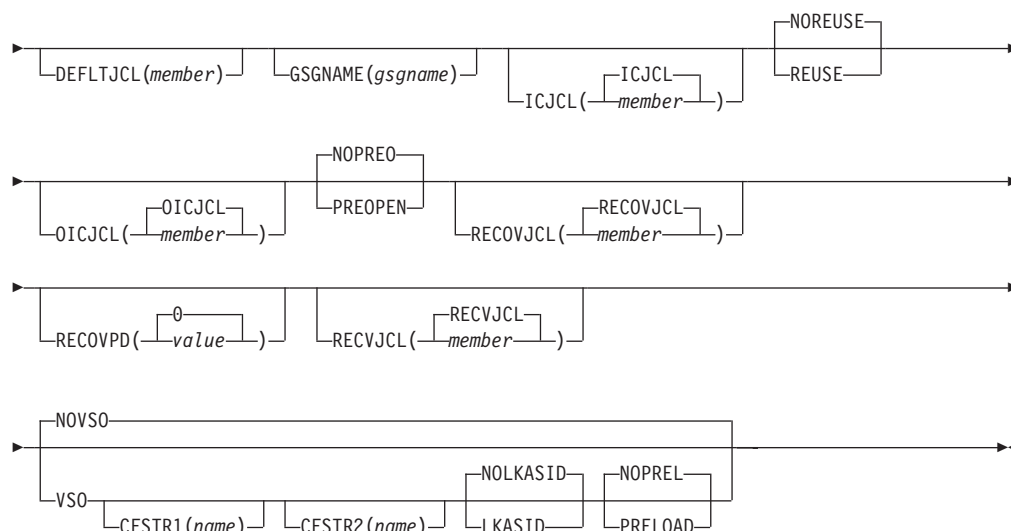 NOREUSE
DEFLTJCL(member) GSGNAME(gsgname) ICJCL REUSE
ICJCL( member )
NOPREO
OICJCL PREOPEN RECOVJCL
OICJCL( member ) RECOVJCL( member )
0 RECVJCL
RECOVPD( value ) RECVJCL( member )
NOVSO
NOLKASID NOPREL
VSO
CFSTR1(name) CFSTR2(name) LKASID PRELOAD